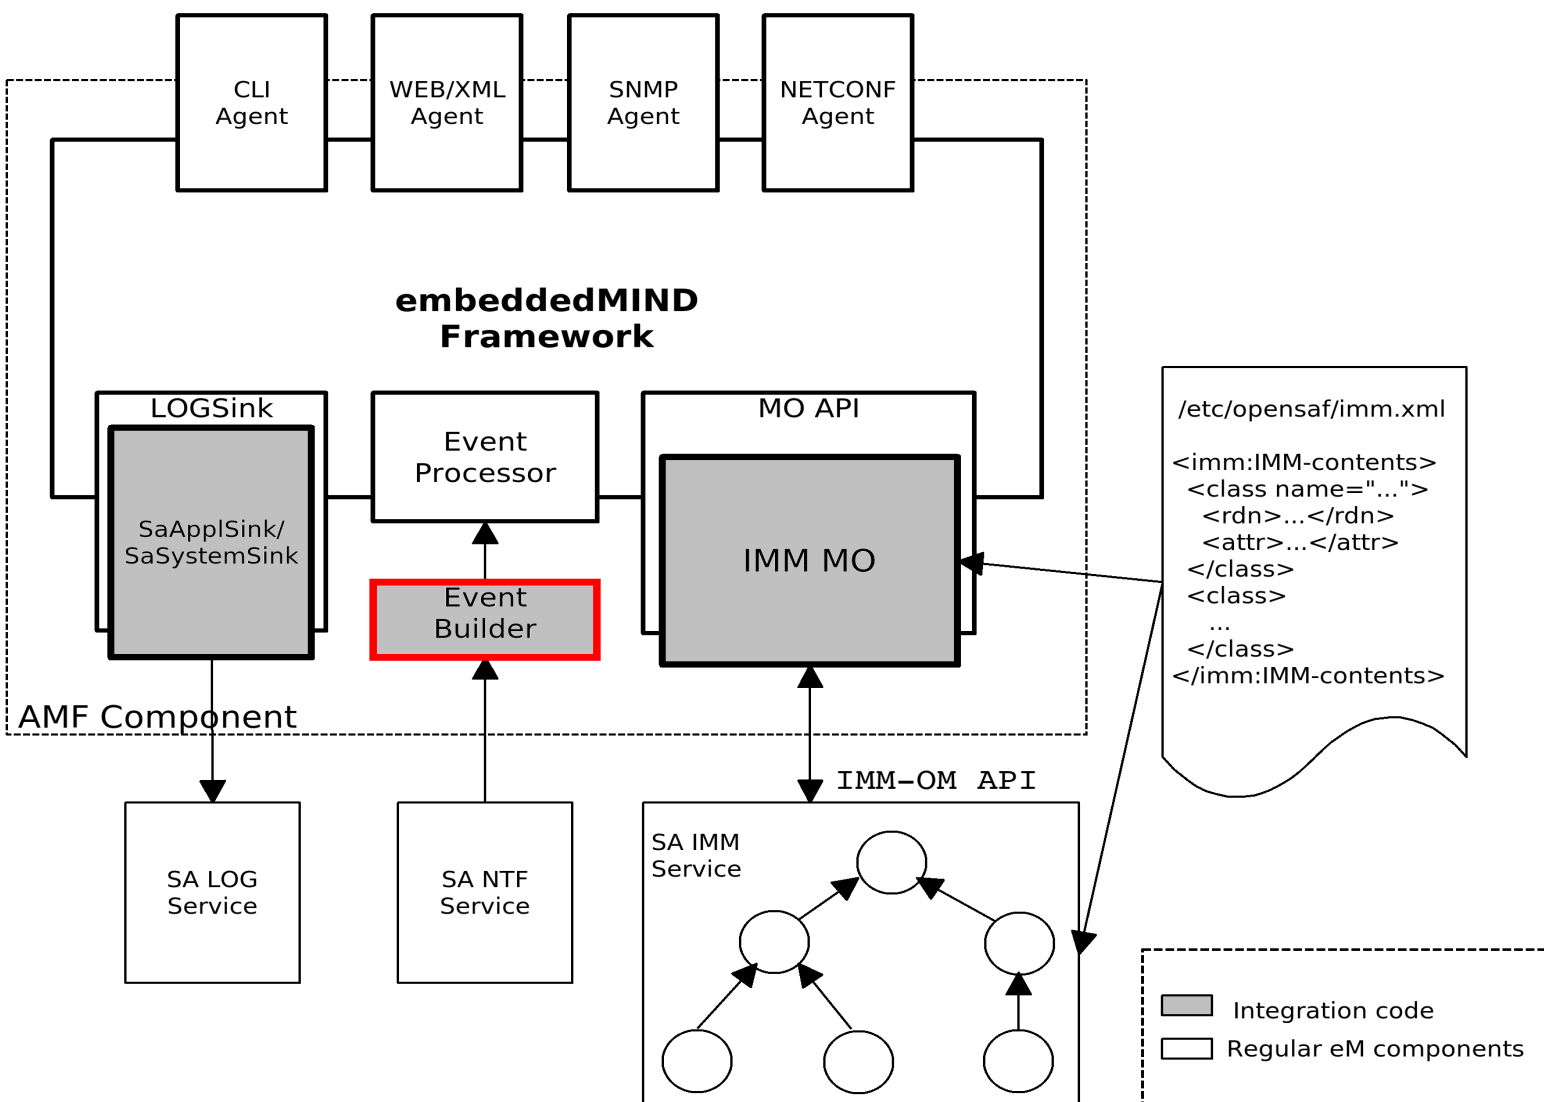 CLI
Agent
WEB/XML
Agent
SNMP
Agent
NETCONF
Agent
embeddedMIND
Framework
LOGSink
SaApplSink/
SaSystemSink
Event
Processor
Event
Builder
MO API
IMM MO
AMF Component
/etc/opensaf/imm.xml
<imm:IMM-contents>
<class name="...">
<rdn>...</rdn>
<attr>...</attr>
</class>
<class>
...
</class>
</imm:IMM-contents>
IMM-OM API
SA LOG
Service
SA NTF
Service
SA IMM
Service
Integration code
Regular eM components